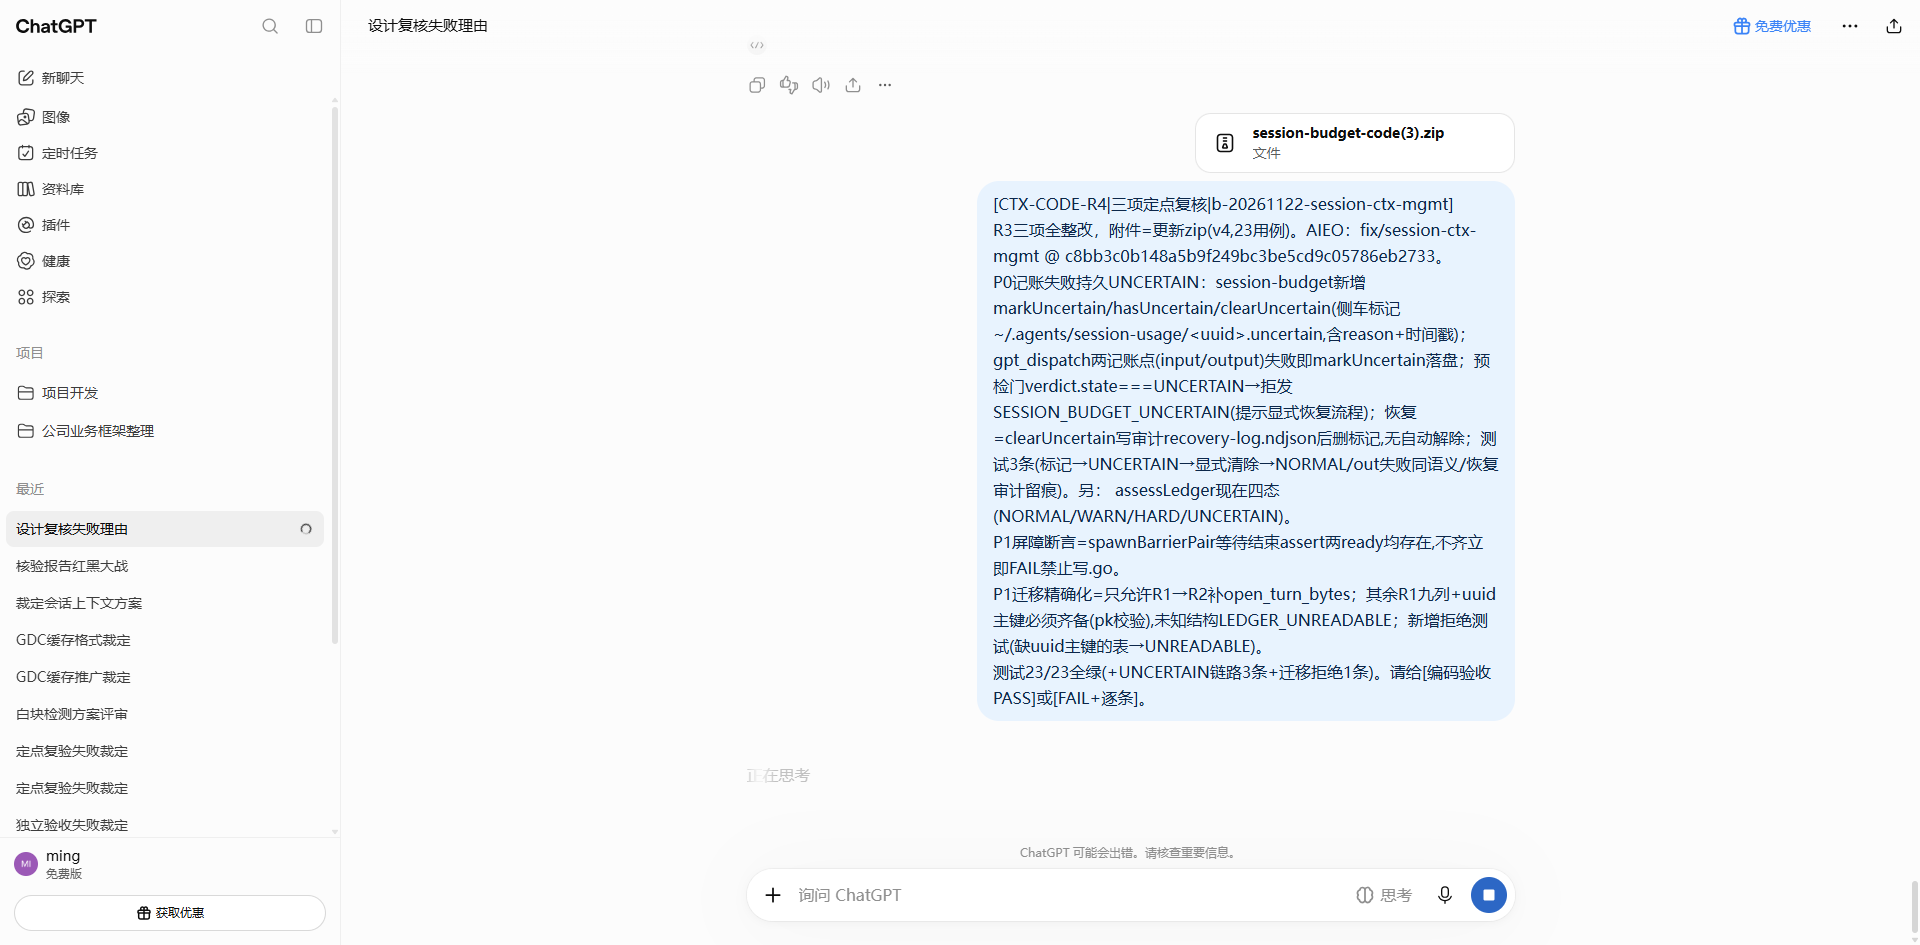 ChatGPT
新聊天
图像
定时任务
资料库
插件
健康
探索
项目
项目开发
公司业务框架整理
最近
设计复核失败理由
核验报告红黑大战
裁定会话上下文方案
GDC缓存格式裁定
GDC缓存推广裁定
白块检测方案评审
定点复验失败裁定
定点复验失败裁定
独立验收失败裁定
MI
ming
免费版
获取优惠
设计复核失败理由
免费优惠
session-budget-code(3).zip
文件
[CTX-CODE-R4|三项定点复核|b-20261122-session-ctx-mgmt]
R3三项全整改，附件=更新zip(v4,23用例)。AIEO：fix/session-ctx-
mgmt @ c8bb3c0b148a5b9f249bc3be5cd9c05786eb2733。
P0记账失败持久UNCERTAIN：session-budget新增
markUncertain/hasUncertain/clearUncertain(侧车标记
~/.agents/session-usage/<uuid>.uncertain,含reason+时间戳)；
gpt_dispatch两记账点(input/output)失败即markUncertain落盘；预
检门verdict.state===UNCERTAIN→拒发
SESSION_BUDGET_UNCERTAIN(提示显式恢复流程)；恢复
=clearUncertain写审计recovery-log.ndjson后删标记,无自动解除；测
试3条(标记→UNCERTAIN→显式清除→NORMAL/out失败同语义/恢复
审计留痕)。另： assessLedger现在四态
(NORMAL/WARN/HARD/UNCERTAIN)。
P1屏障断言=spawnBarrierPair等待结束assert两ready均存在,不齐立
即FAIL禁止写.go。
P1迁移精确化=只允许R1→R2补open_turn_bytes；其余R1九列+uuid
主键必须齐备(pk校验),未知结构LEDGER_UNREADABLE；新增拒绝测
试(缺uuid主键的表→UNREADABLE)。
测试23/23全绿(+UNCERTAIN链路3条+迁移拒绝1条)。请给[编码验收
PASS]或[FAIL+逐条]。
正在思考
ChatGPT 可能会出错。请核查重要信息。
询问 ChatGPT
思考